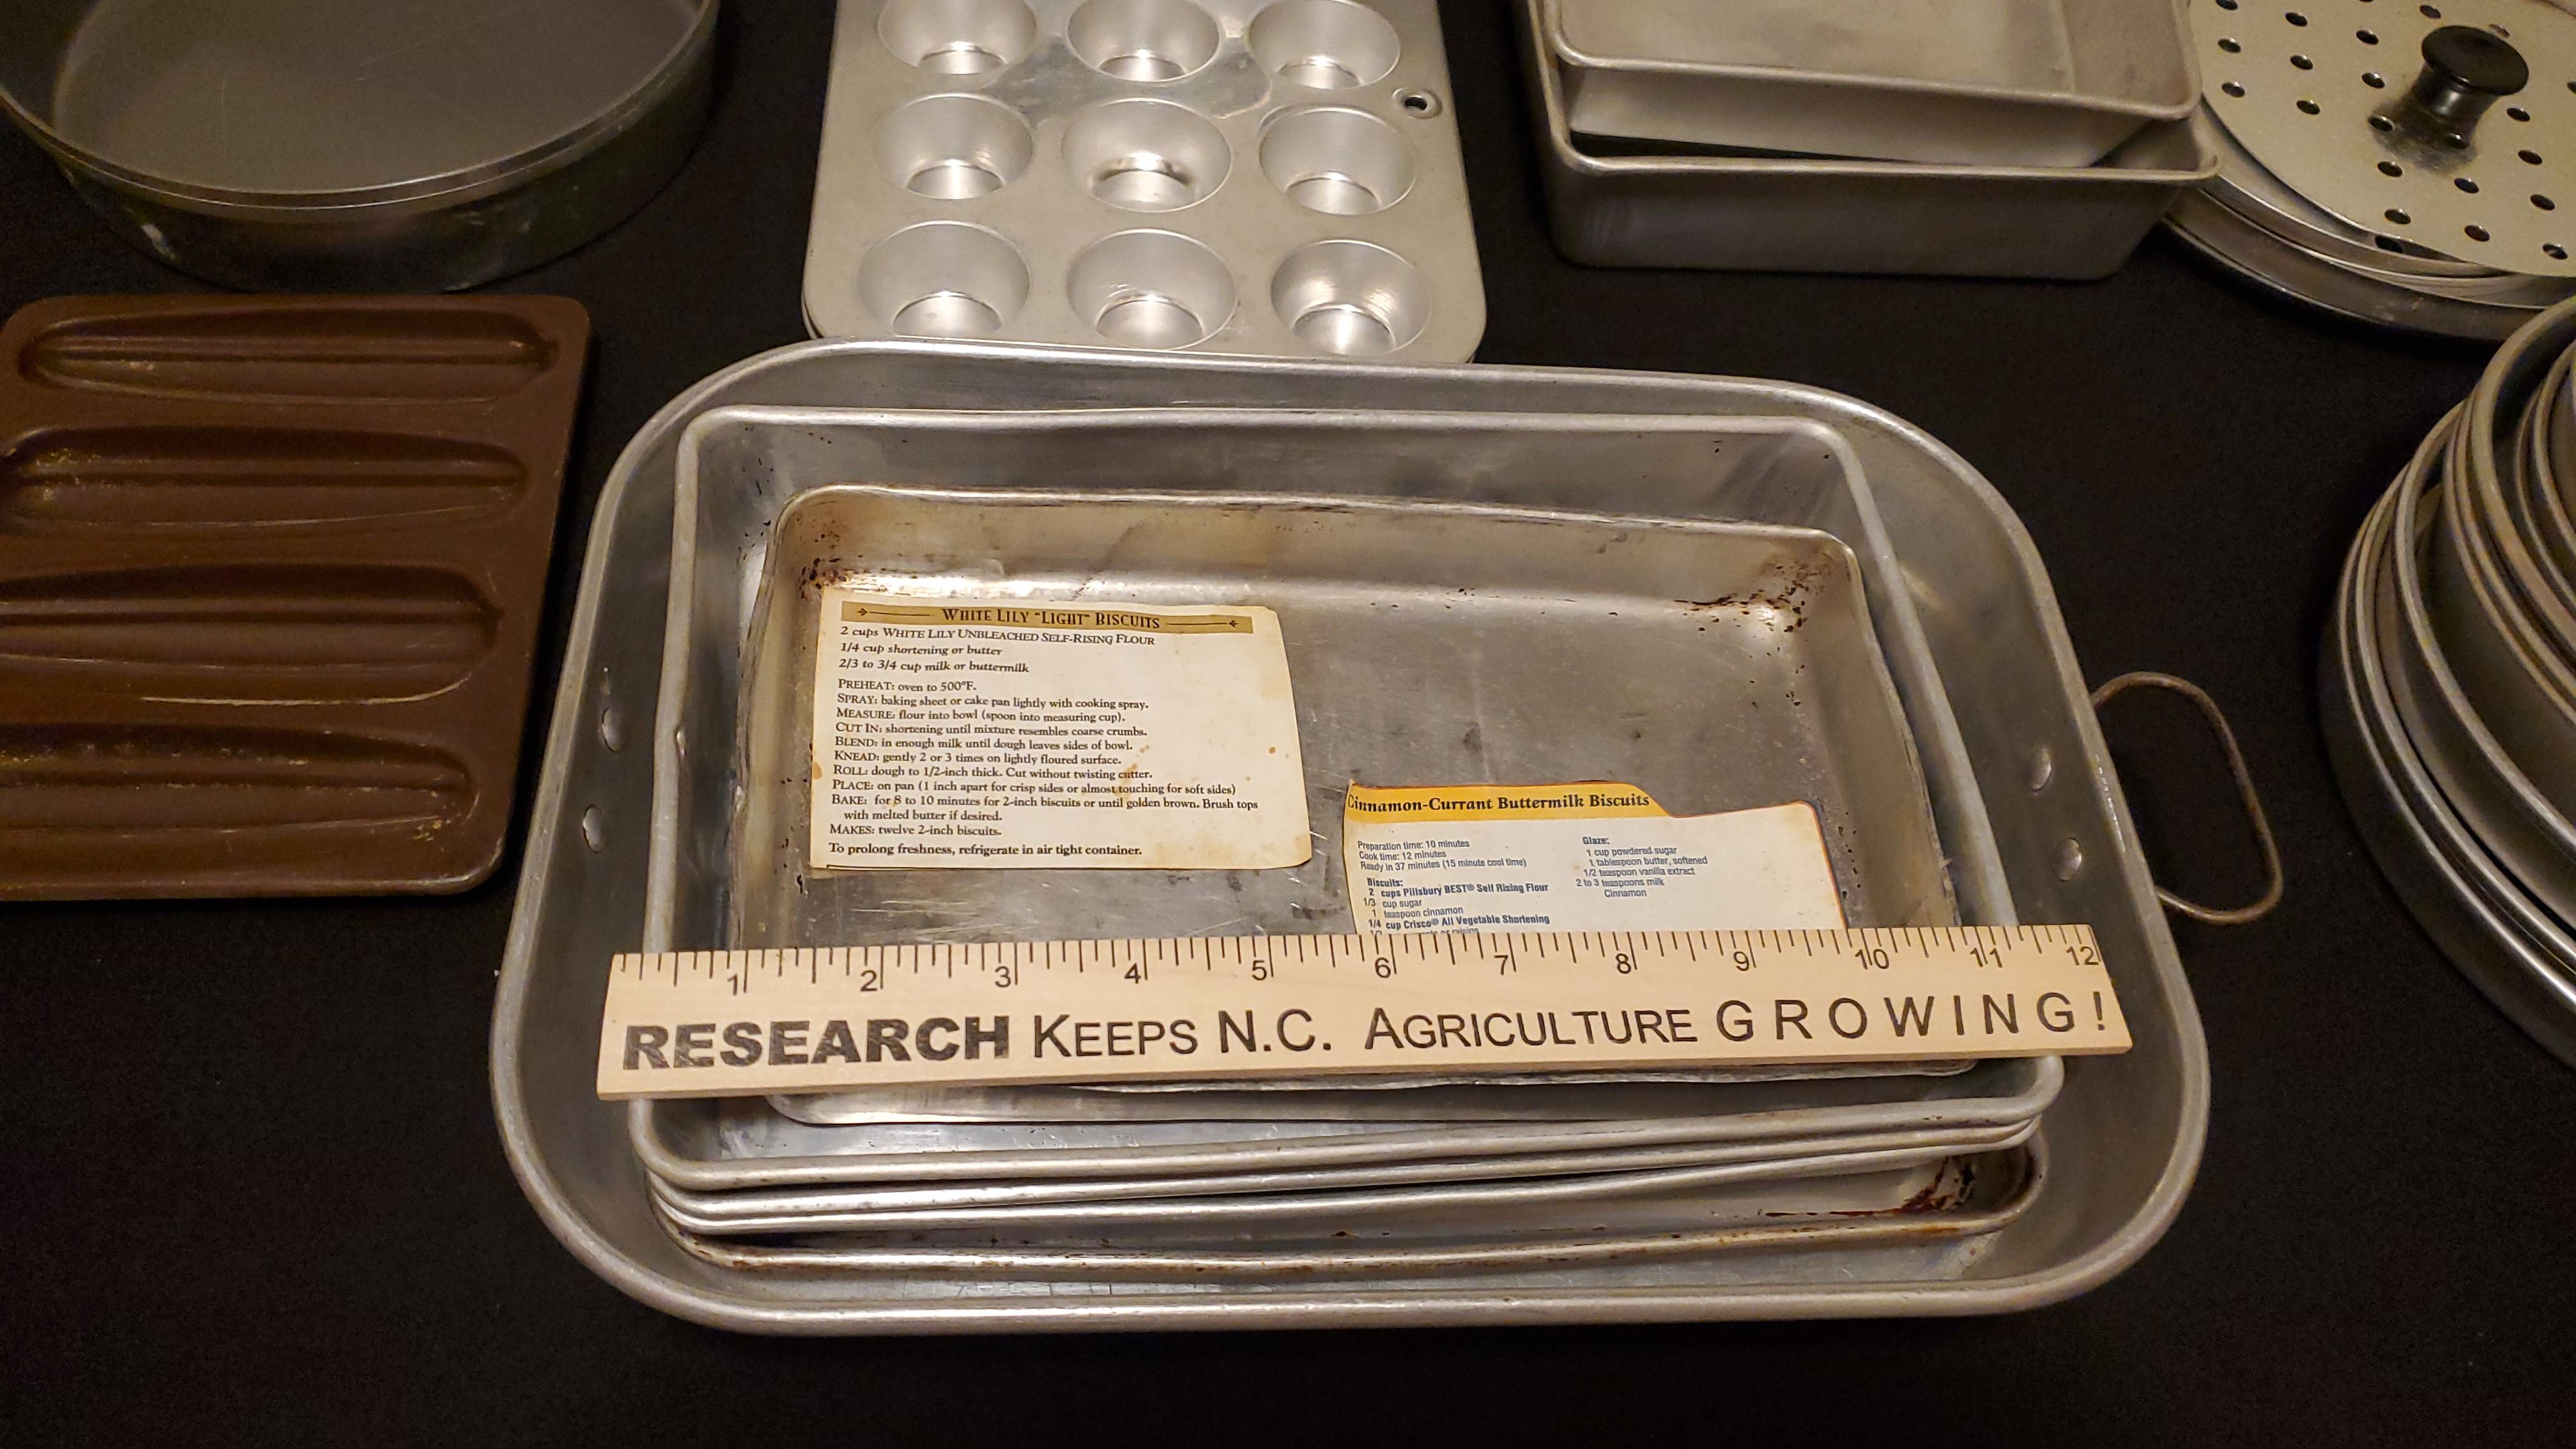 WHITE LILY "LIGHT" BISCUITS
2 cups WHITE LILY UNBLEACHED SELF-RISING FLOUR
1/4 cup shortening or butter
2/3 to 3/4 cup milk or buttermilk
PREHEAT: oven to 500°F.
SPRAY: baking sheet or cake pan lightly with cooking spray.
MEASURE: flour into bowl (spoon into measuring cup).
CUT IN: shortening until mixture resembles coarse crumbs.
BLEND: in enough milk until dough leaves sides of bowl.
KNEAD: gently 2 or 3 times on lightly floured surface.
ROLL: dough to 1/2-inch thick. Cut without twisting cutter.
PLACE: on pan (1 inch apart for crisp sides or almost touching for soft sides)
BAKE: for 8 to 10 minutes for 2-inch biscuits or until golden brown. Brush tops
with melted butter if desired.
MAKES: twelve 2-inch biscuits.
To prolong freshness, refrigerate in air tight container.
Cinnamon-Currant Buttermilk Biscuits
Preparation time: 10 minutes
Cook time: 12 minutes
Ready in 37 minutes (15 minute cool time)
Biscuits:
2 cups Pillsbury BEST® Self Rising Flour
1/3 cup sugar
1 teaspoon cinnamon
1/4 cup Crisco® All Vegetable Shortening
Glaze:
1 cup powdered sugar
1 tablespoon butter, softened
1/2 teaspoon vanilla extract
2 to 3 teaspoons milk
Cinnamon
1 2 3 4 5 6 7 8 9 10 11 12
RESEARCH KEEPS N.C. AGRICULTURE GROWING!